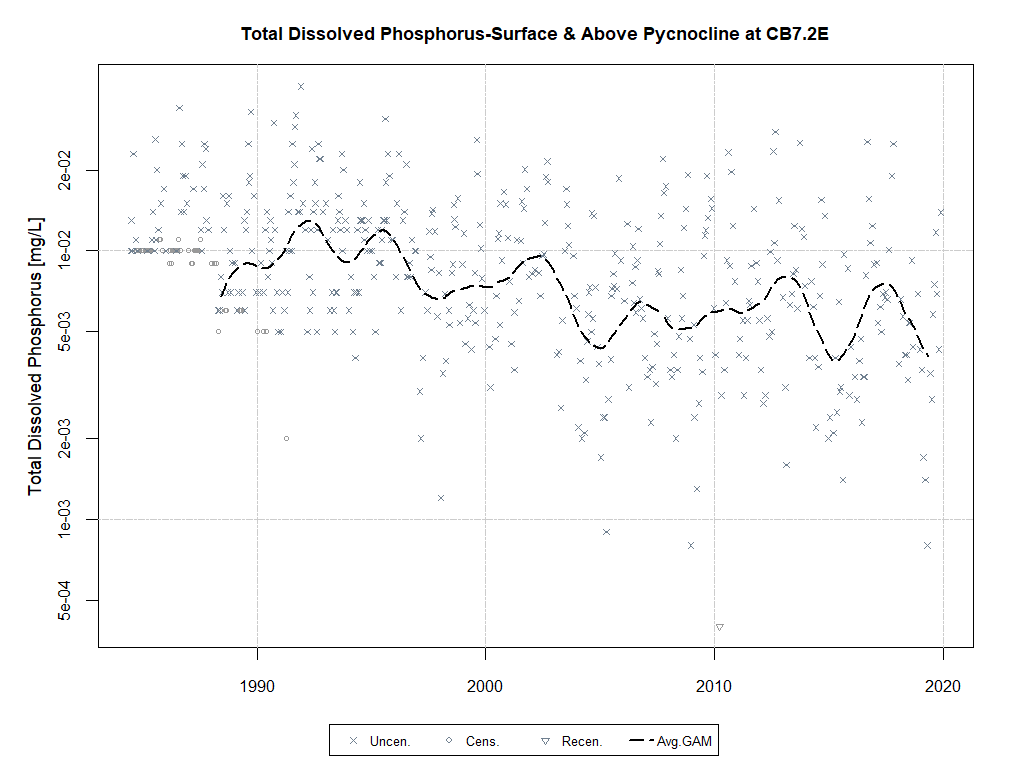 Total Dissolved Phosphorus-Surface & Above Pycnocline at CB7.2E
Total Dissolved Phosphorus [mg/L]
2e-02
1e-02
5e-03
2e-03
1e-03
5e-04
1990 2000 2010 2020
Uncen. Cens. Recen. Avg.GAM